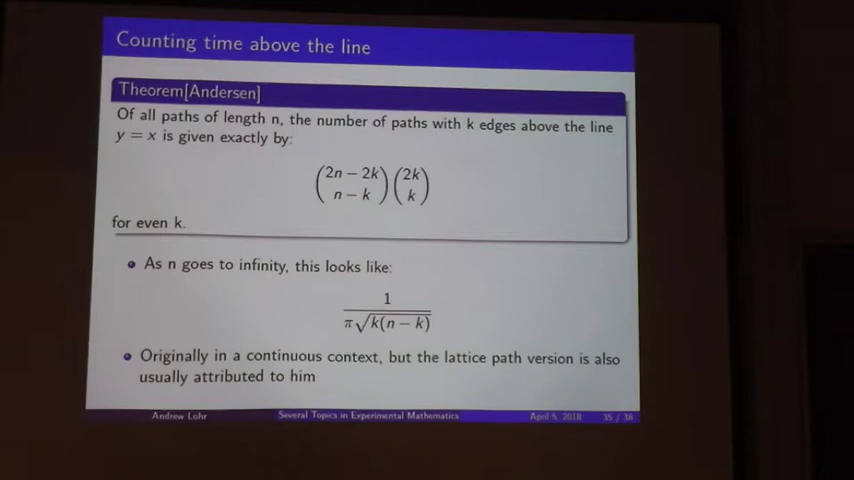 Counting time above the line
Theorem[Andersen]
Of all paths of length n, the number of paths with k edges above the line
y = x is given exactly by:
(2n − 2k) (2k)
(n − k) (k)
for even k.
• As n goes to infinity, this looks like:
1
π√k(n − k)
• Originally in a continuous context, but the lattice path version is also
usually attributed to him
Andrew Lohr Several Topics in Experimental Mathematics April 5, 2018 35 / 38